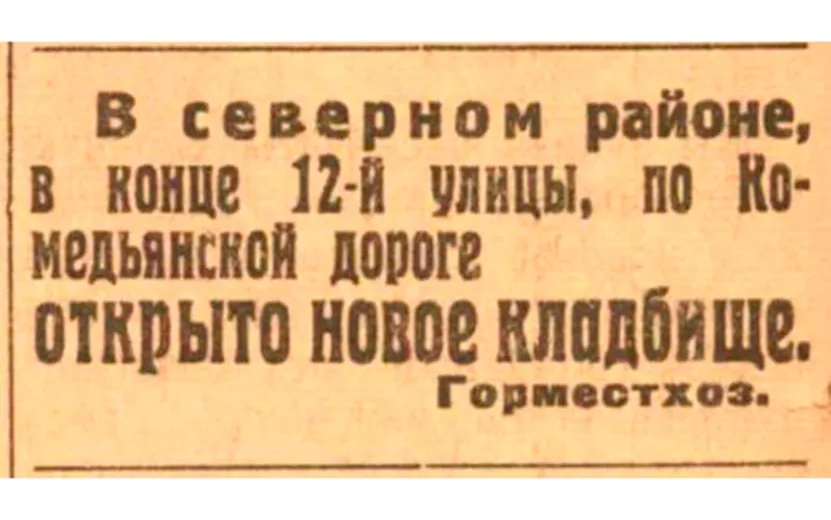 В северном районе,
в конце 12-й улицы, по Ко-
медьянской дороге
открыто новое кладбище.
Горместхоз.